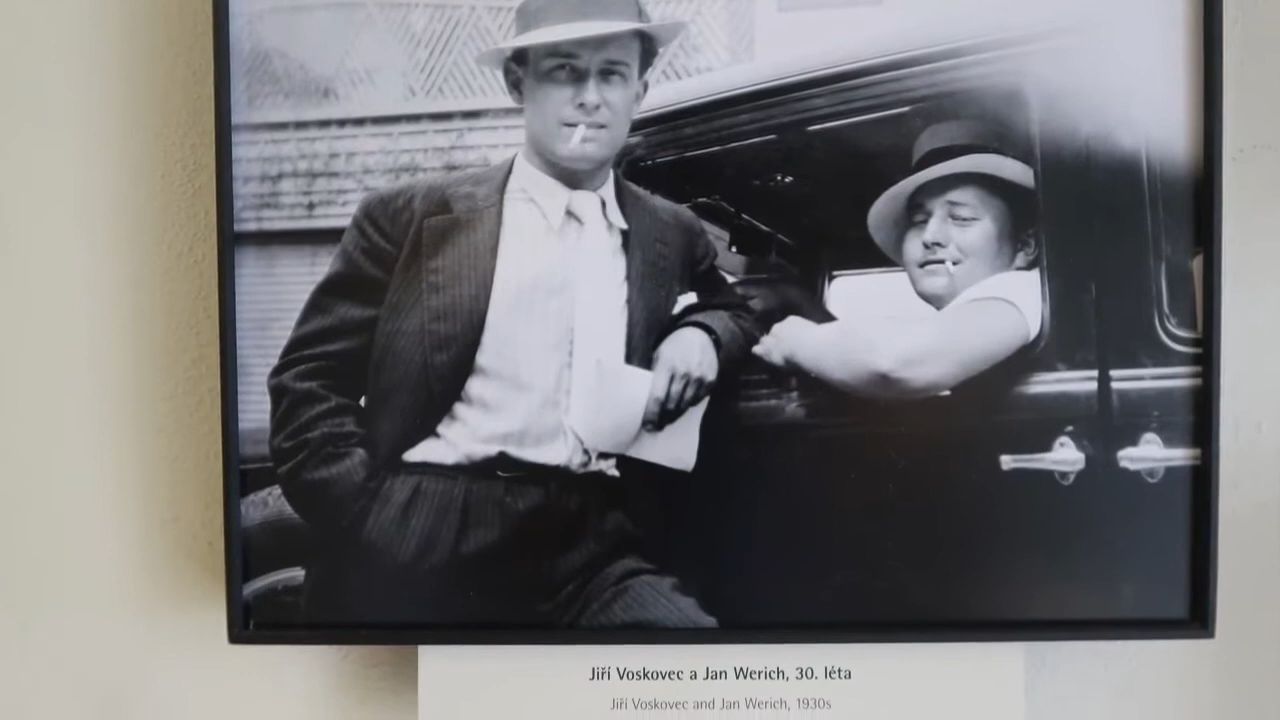 Jiří Voskovec a Jan Werich, 30. léta
Jiří Voskovec and Jan Werich, 1930s